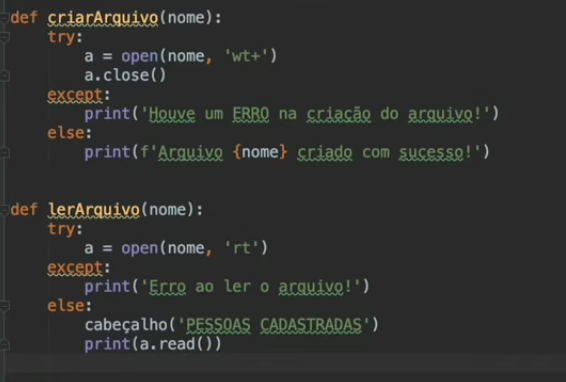 def criarArquivo(nome):
    try:
        a = open(nome, 'wt+')
        a.close()
    except:
        print('Houve um ERRO na criação do arquivo!')
    else:
        print(f'Arquivo {nome} criado com sucesso!')
def lerArquivo(nome):
    try:
        a = open(nome, 'rt')
    except:
        print('Erro ao ler o arquivo!')
    else:
        cabeçalho('PESSOAS CADASTRADAS')
        print(a.read())